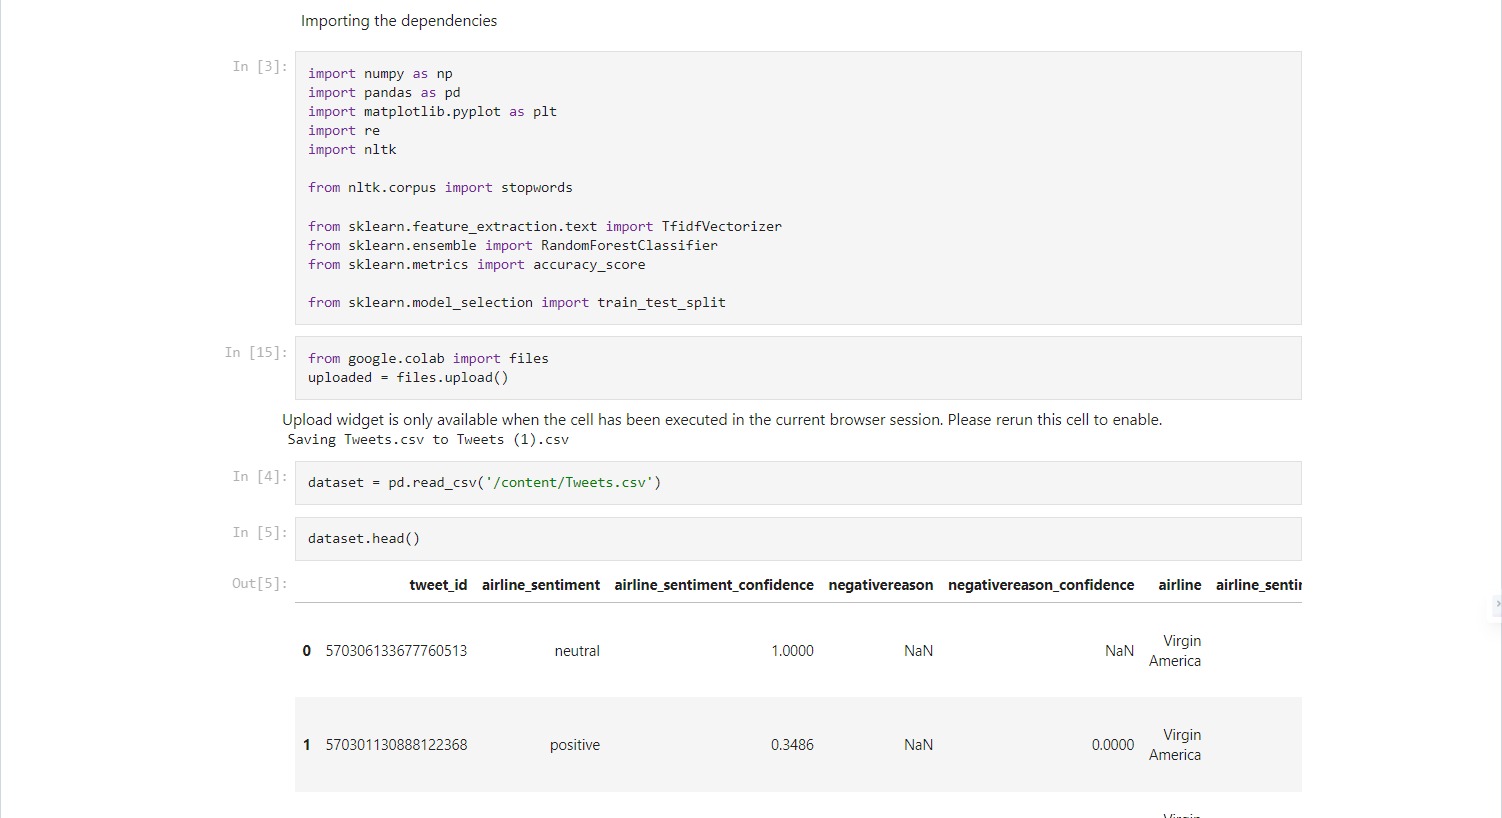 Importing the dependencies
In [3]:
import numpy as np
import pandas as pd
import matplotlib.pyplot as plt
import re
import nltk
from nltk.corpus import stopwords
from sklearn.feature_extraction.text import TfidfVectorizer
from sklearn.ensemble import RandomForestClassifier
from sklearn.metrics import accuracy_score
from sklearn.model_selection import train_test_split
In [15]:
from google.colab import files
uploaded = files.upload()
Upload widget is only available when the cell has been executed in the current browser session. Please rerun this cell to enable.
Saving Tweets.csv to Tweets (1).csv
In [4]:
dataset = pd.read_csv('/content/Tweets.csv')
In [5]:
dataset.head()
Out[5]:
tweet_id airline_sentiment airline_sentiment_confidence negativereason negativereason_confidence airline airline_sentir
0 570306133677760513 neutral 1.0000 NaN NaN Virgin America
1 570301130888122368 positive 0.3486 NaN 0.0000 Virgin America